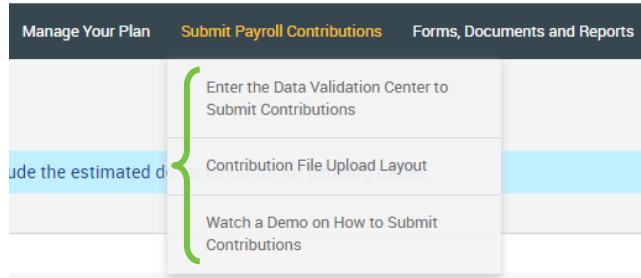 Manage Your Plan Submit Payroll Contributions Forms, Documents and Reports
Enter the Data Validation Center to
Submit Contributions
Contribution File Upload Layout
ude the estimated d
Watch a Demo on How to Submit
Contributions